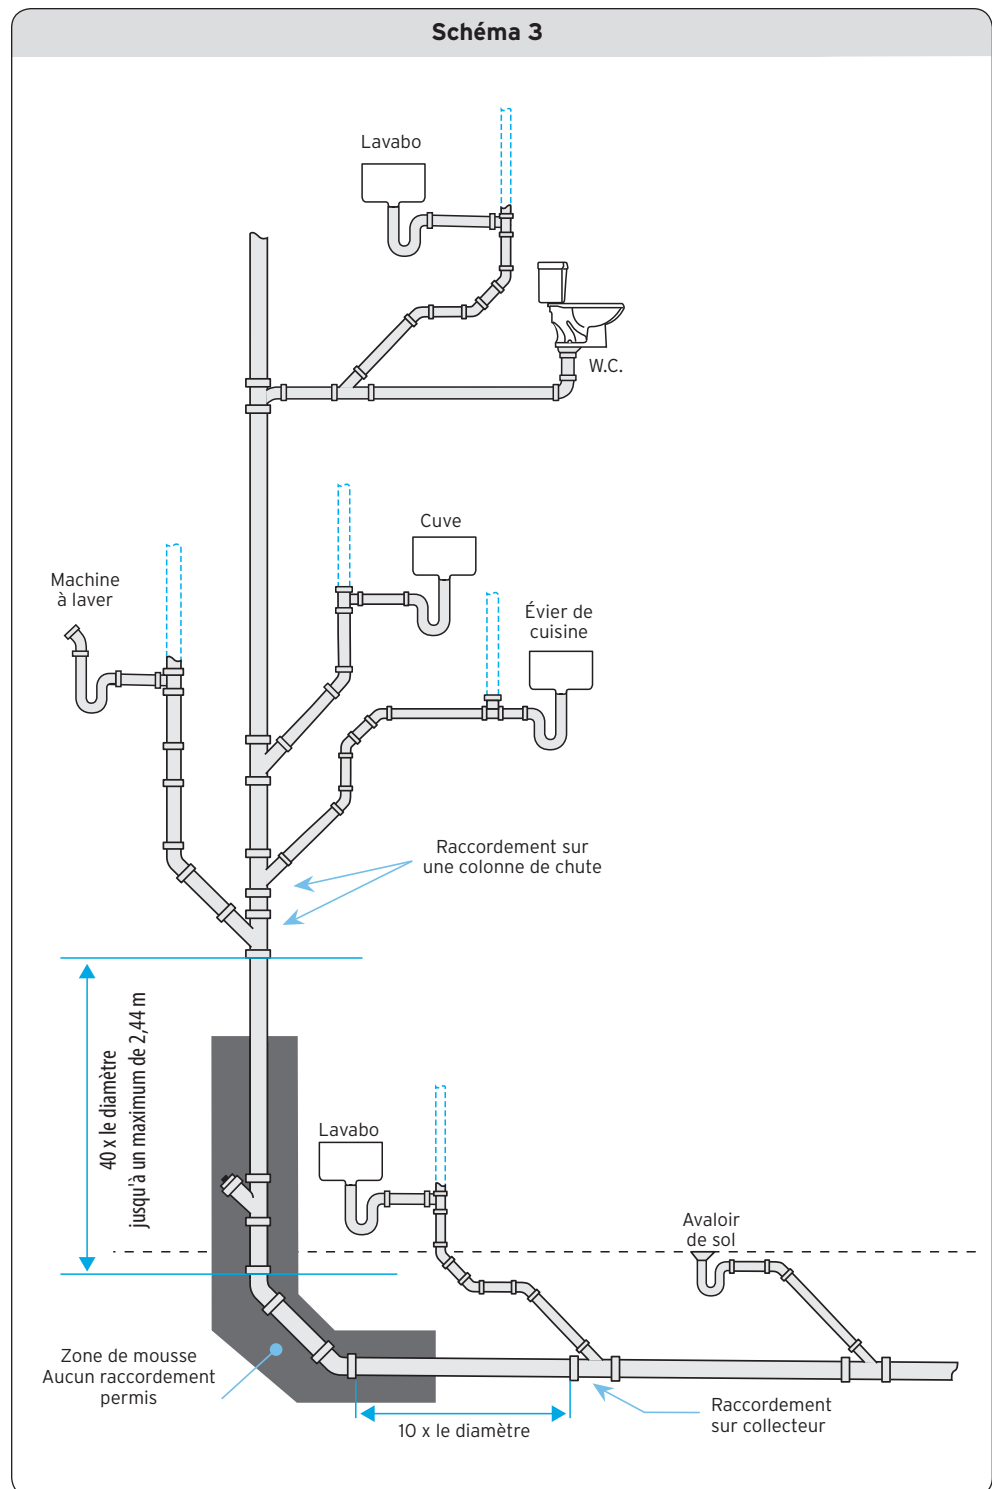 Schéma 3
Lavabo
W.C.
Cuve
Machine
à laver
Évier de
cuisine
Raccordement sur
une colonne de chute
40 x le diamètre
jusqu'à un maximum de 2,44 m
Lavabo
Avaloir
de sol
Zone de mousse
Aucun raccordement
permis
10 x le diamètre
Raccordement
sur collecteur